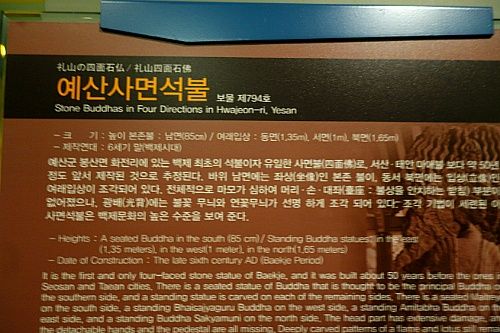 礼山の四面石仏 / 礼山四面石佛
예산사면석불 보물 제794호
Stone Buddhas in Four Directions in Hwajeon-ri, Yesan
- 크 기 : 높이 본존불 : 남면(85cm) / 여래입상 : 동면(1.35m), 서면(1m), 북면(1.65m)
- 제작연대 : 6세기 말(백제시대)
예산군 봉산면 화전리에 있는 백제 최초의 석불이자 유일한 사면불(四面佛)로, 서산·태안 마애불 보다 약 50년
정도 앞서 제작된 것으로 추정된다. 바위 남면에는 좌상(坐像)인 본존 불이, 동서 북면에는 입상(立像)인
여래입상이 조각되어 있다. 전체적으로 마모가 심하여 머리·손·대좌(臺座 : 불상을 안치하는 받침) 부분
없어졌으나, 광배(光背)에는 불꽃 무늬와 연꽃무늬가 선명 하게 조각 되어 있다. 조각 기법이 세련된 이
사면석불은 백제문화의 높은 수준을 보여 준다.
- Heights : A seated Buddha in the south (85 cm) / Standing Buddha statues, in the east
(1,35 meters), in the west(1 meter), in the north(1,65 meters)
- Date of Construction : The late sixth century AD (Baekje Period)
It is the first and only four-faced stone statue of Baekje, and it was built about 50 years before the ones
Seosan and Taean cities, There is a seated statue of Buddha that is thought to be the principal Buddha
the southern side, and a standing statue is carved on each of the remaining sides, There is a seated
on the south side, a standing Bhaisajyaguru Buddha on the west side, a standing Amitabha Buddha on
east side, and a standing Buddha Sakyamuni on the north side, The head part has extensive damage,
the detachable hands and the pedestal are all missing, Deeply carved patterns of a flame and lotus still